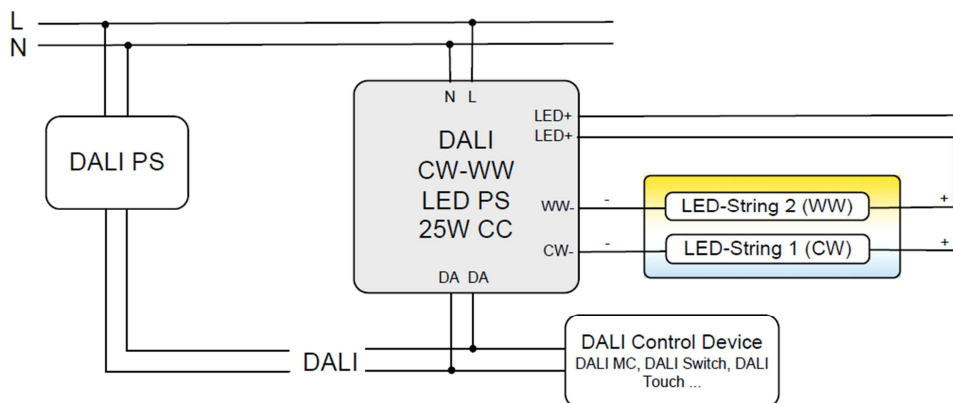 L
N
N L
LED+
LED+
DALI PS
DALI
CW-WW
LED PS
25W CC
WW-
-
LED-String 2 (WW)
+
CW-
-
LED-String 1 (CW)
+
DA DA
DALI
DALI Control Device
DALI MC, DALI Switch, DALI
Touch ...